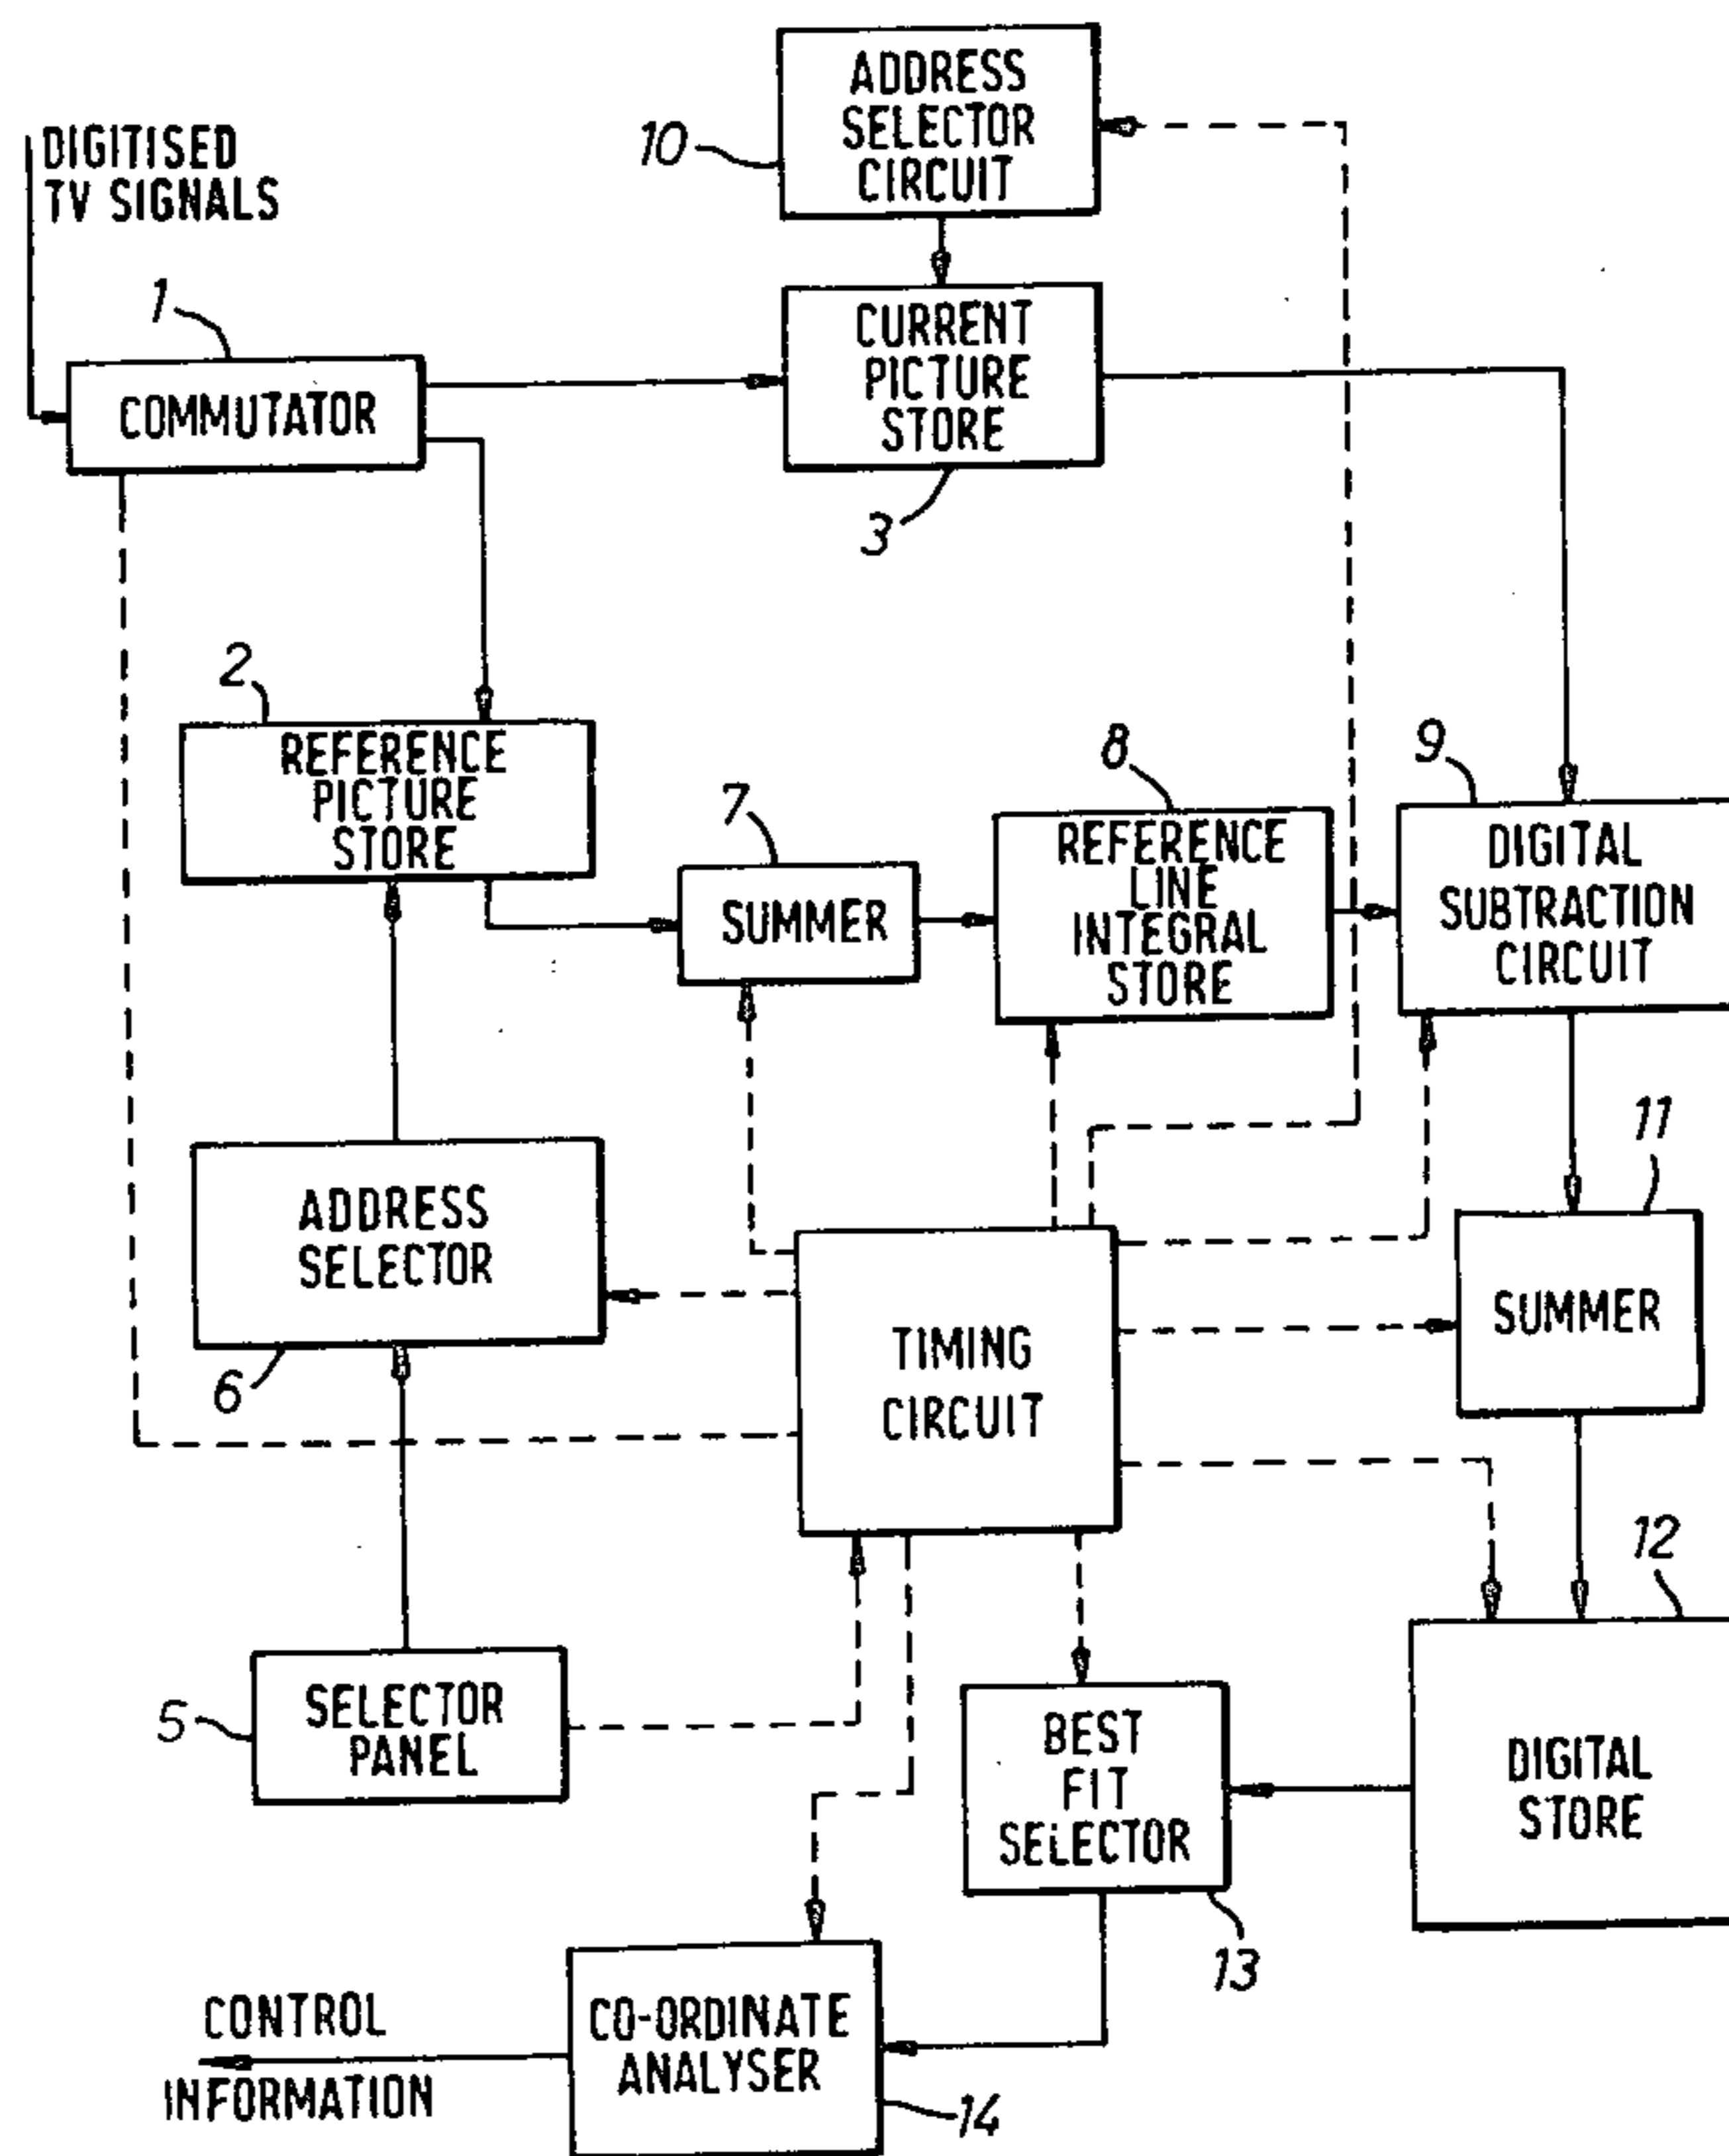 ADDRESS
SELECTOR
CIRCUIT
10
DIGITISED
TV SIGNALS
1
COMMUTATOR
CURRENT
PICTURE
STORE
3
2
REFERENCE
PICTURE
STORE
7
SUMMER
8
REFERENCE
LINE
INTEGRAL
STORE
9
DIGITAL
SUBTRACTION
CIRCUIT
11
ADDRESS
SELECTOR
6
TIMING
CIRCUIT
SUMMER
12
5
SELECTOR
PANEL
BEST
FIT
SELECTOR
13
DIGITAL
STORE
CONTROL
INFORMATION
CO-ORDINATE
ANALYSER
14